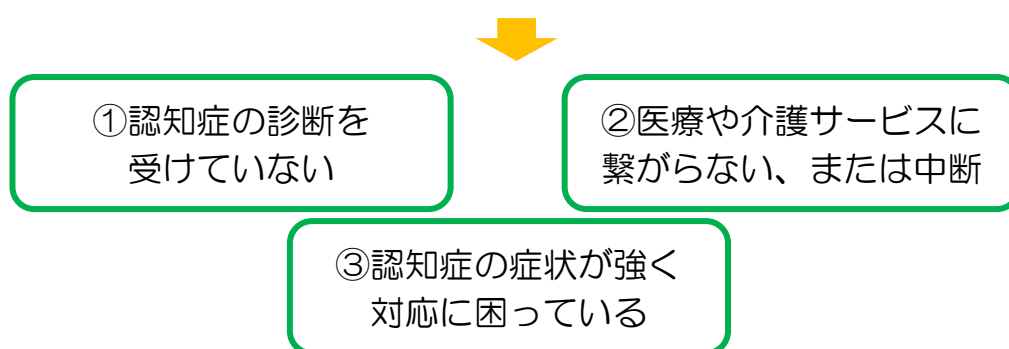 ①認知症の診断を
受けていない
②医療や介護サービスに
繋がらない、または中断
③認知症の症状が強く
対応に困っている